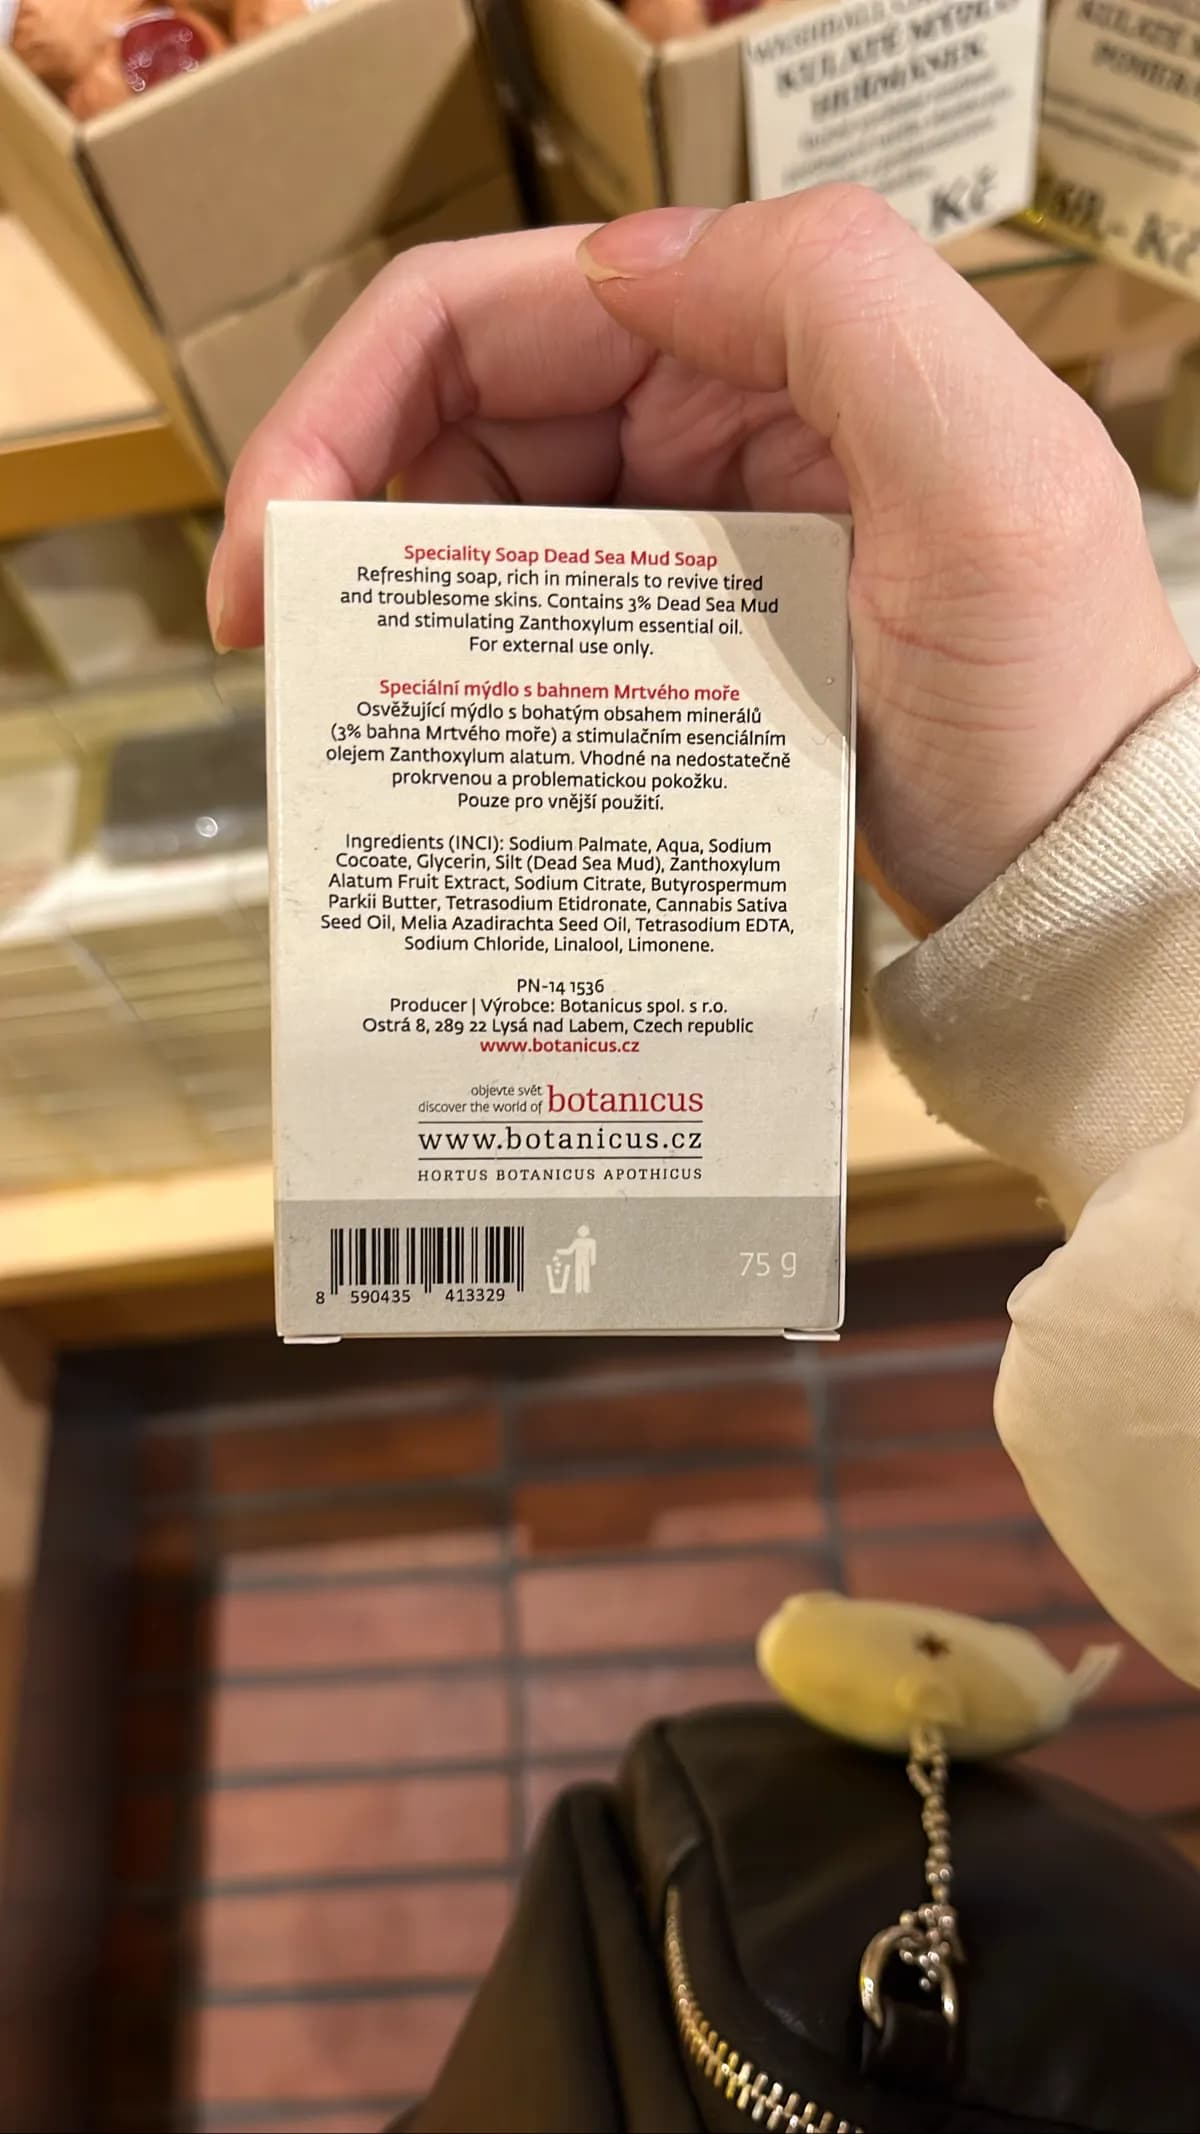 KULATÉ
HEŘMÁNEK
Kč
Kč
Speciality Soap Dead Sea Mud Soap
Refreshing soap, rich in minerals to revive tired
and troublesome skins. Contains 3% Dead Sea Mud
and stimulating Zanthoxylum essential oil.
For external use only.
Speciální mýdlo s bahnem Mrtvého moře
Osvěžující mýdlo s bohatým obsahem minerálů
(3% bahna Mrtvého moře) a stimulačním esenciálním
olejem Zanthoxylum alatum. Vhodné na nedostatečně
prokrvenou a problematickou pokožku.
Pouze pro vnější použití.
Ingredients (INCI): Sodium Palmate, Aqua, Sodium
Cocoate, Glycerin, Silt (Dead Sea Mud), Zanthoxylum
Alatum Fruit Extract, Sodium Citrate, Butyrospermum
Parkii Butter, Tetrasodium Etidronate, Cannabis Sativa
Seed Oil, Melia Azadirachta Seed Oil, Tetrasodium EDTA,
Sodium Chloride, Linalool, Limonene.
PN-14 1536
Producer | Výrobce: Botanicus spol. s r.o.
Ostrá 8, 289 22 Lysá nad Labem, Czech republic
www.botanicus.cz
objevte svět
discover the world of botanicus
www.botanicus.cz
HORTUS BOTANICUS APOTHICUS
75 g
8 590435 413329